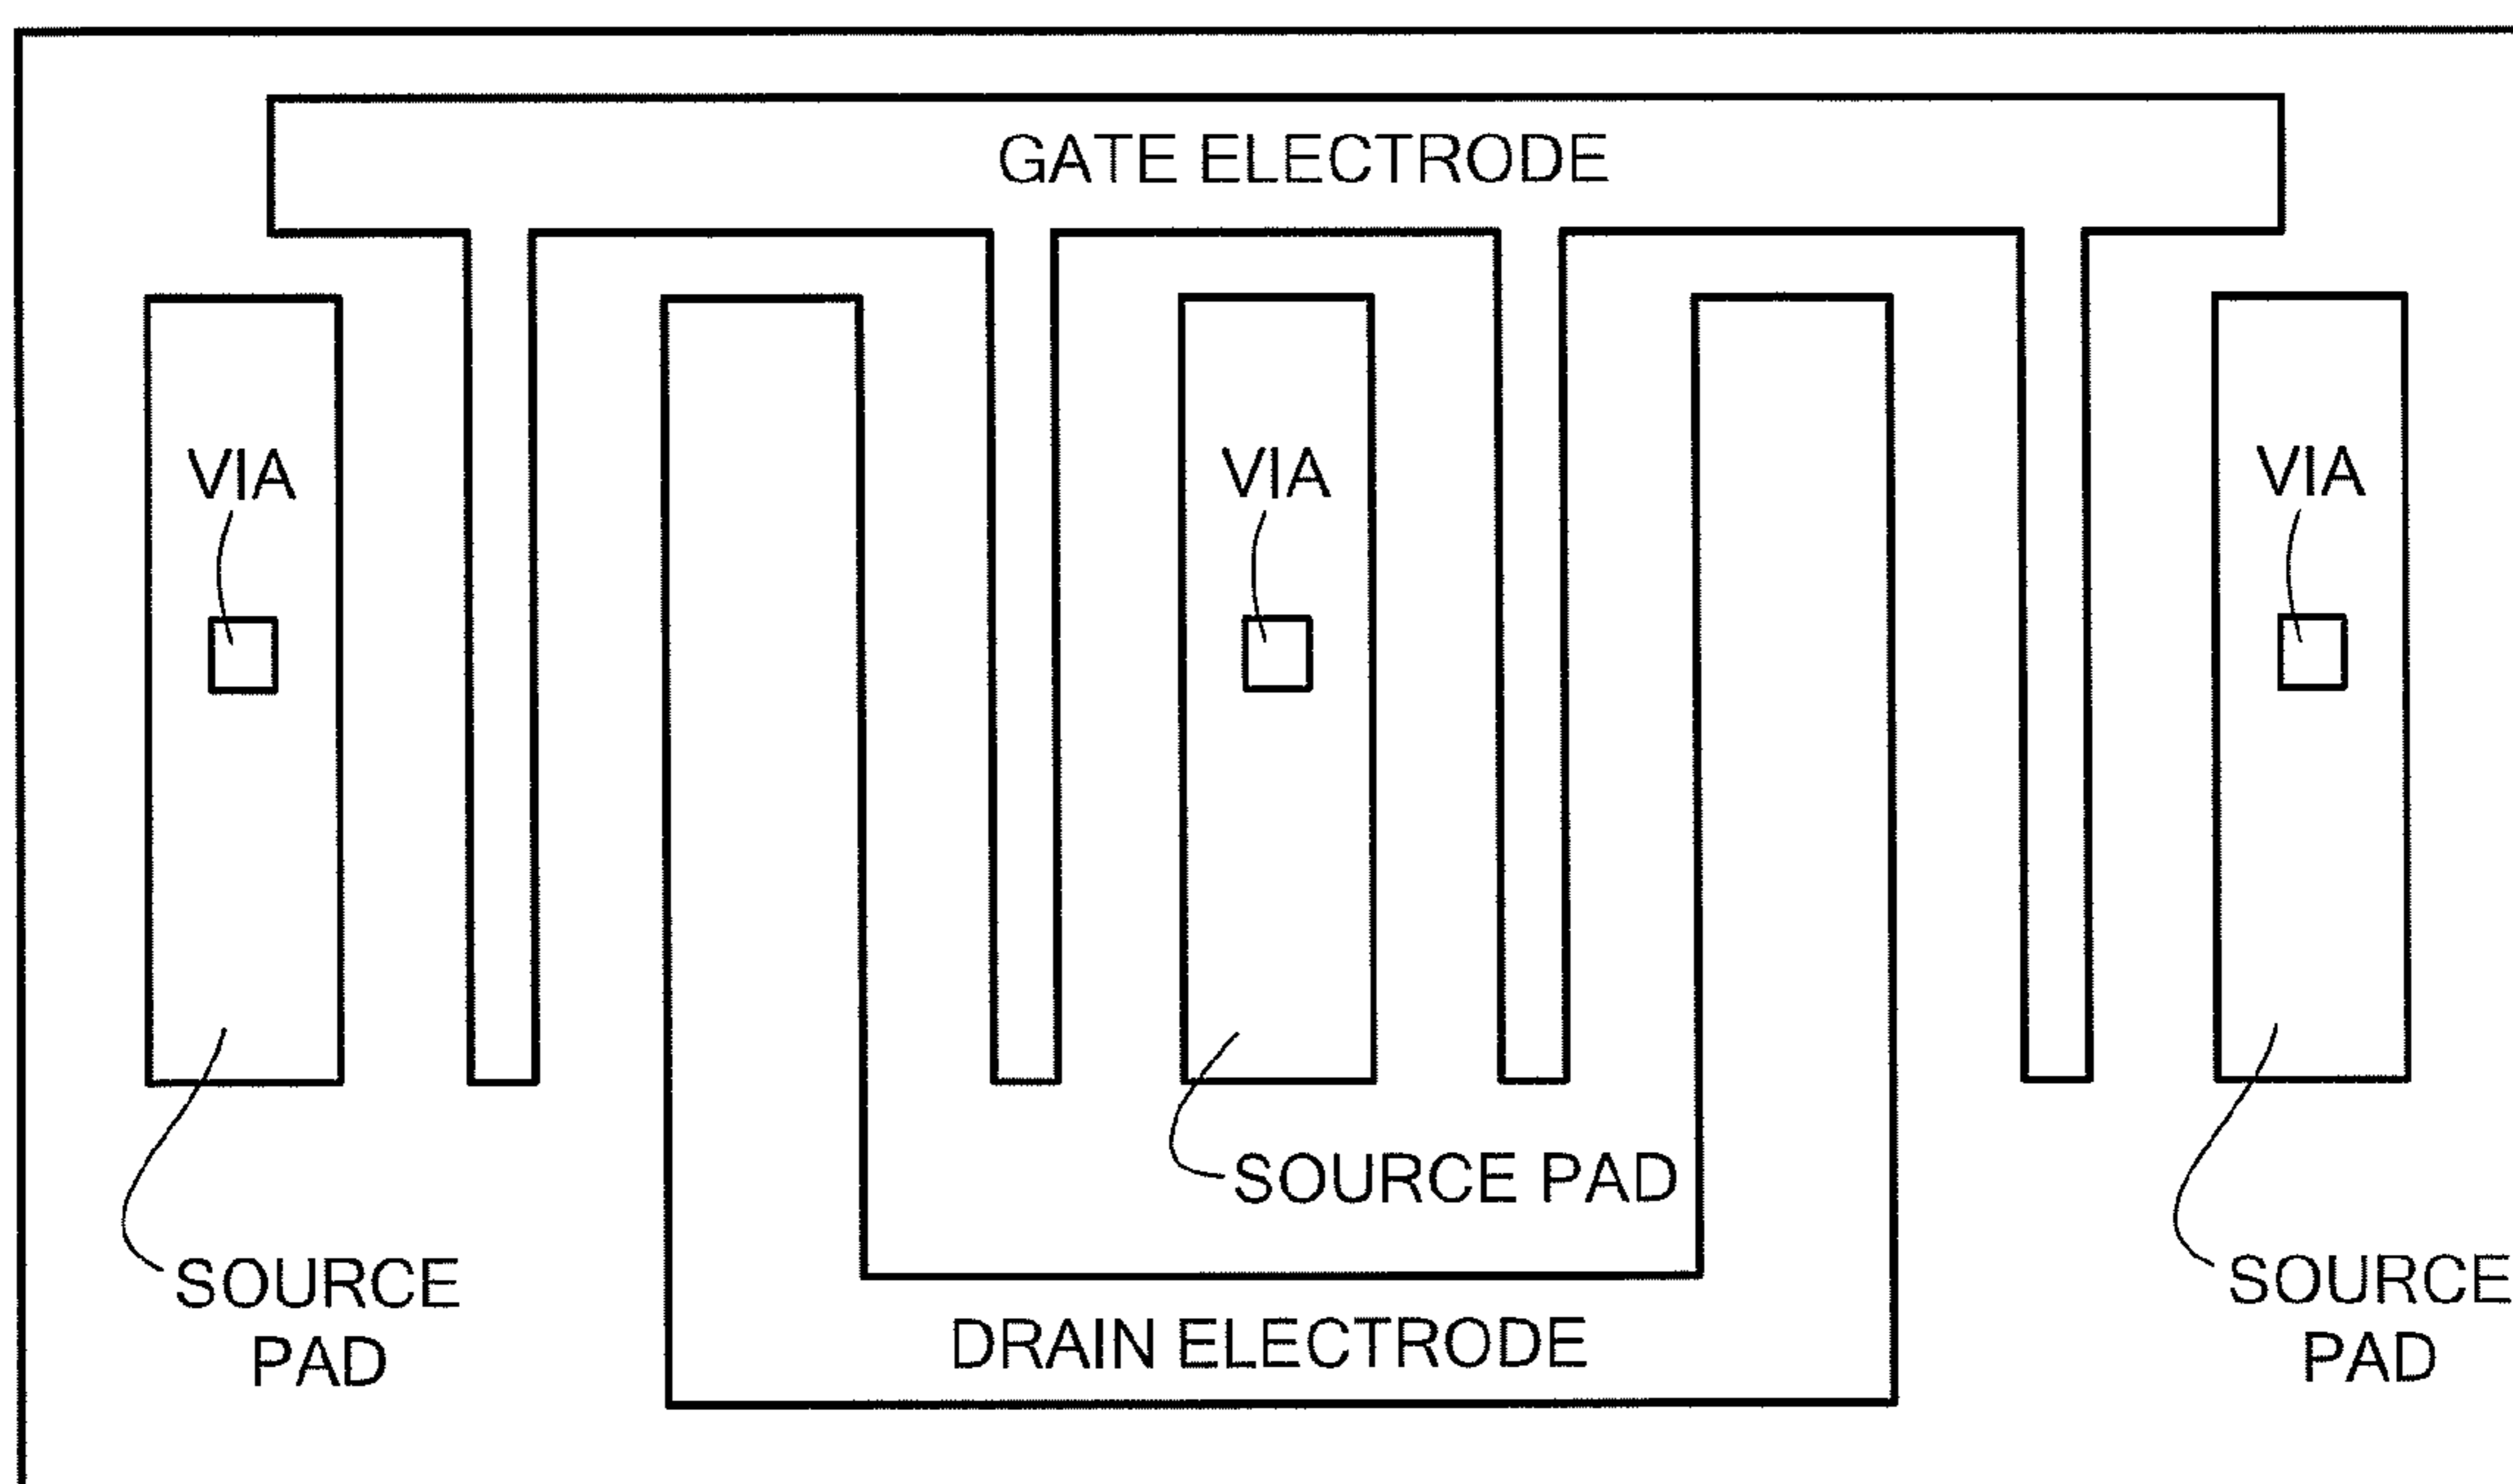 GATE ELECTRODE
VIA
VIA
VIA
SOURCE PAD
SOURCE
PAD
SOURCE
PAD
DRAIN ELECTRODE